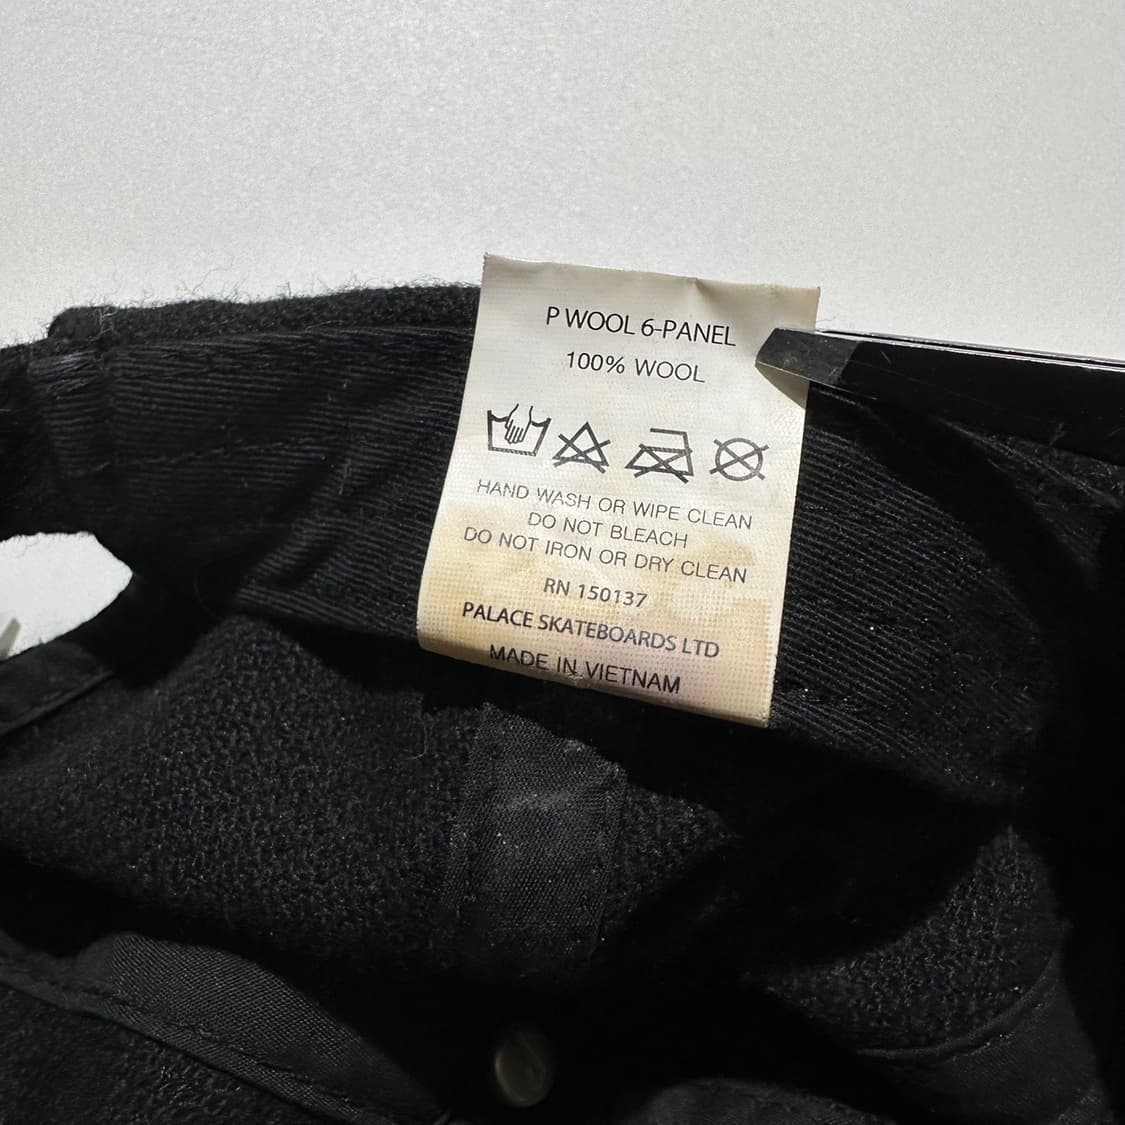 P WOOL 6-PANEL
100% WOOL
HAND WASH OR WIPE CLEAN
DO NOT BLEACH
DO NOT IRON OR DRY CLEAN
RN 150137
PALACE SKATEBOARDS LTD
MADE IN VIETNAM